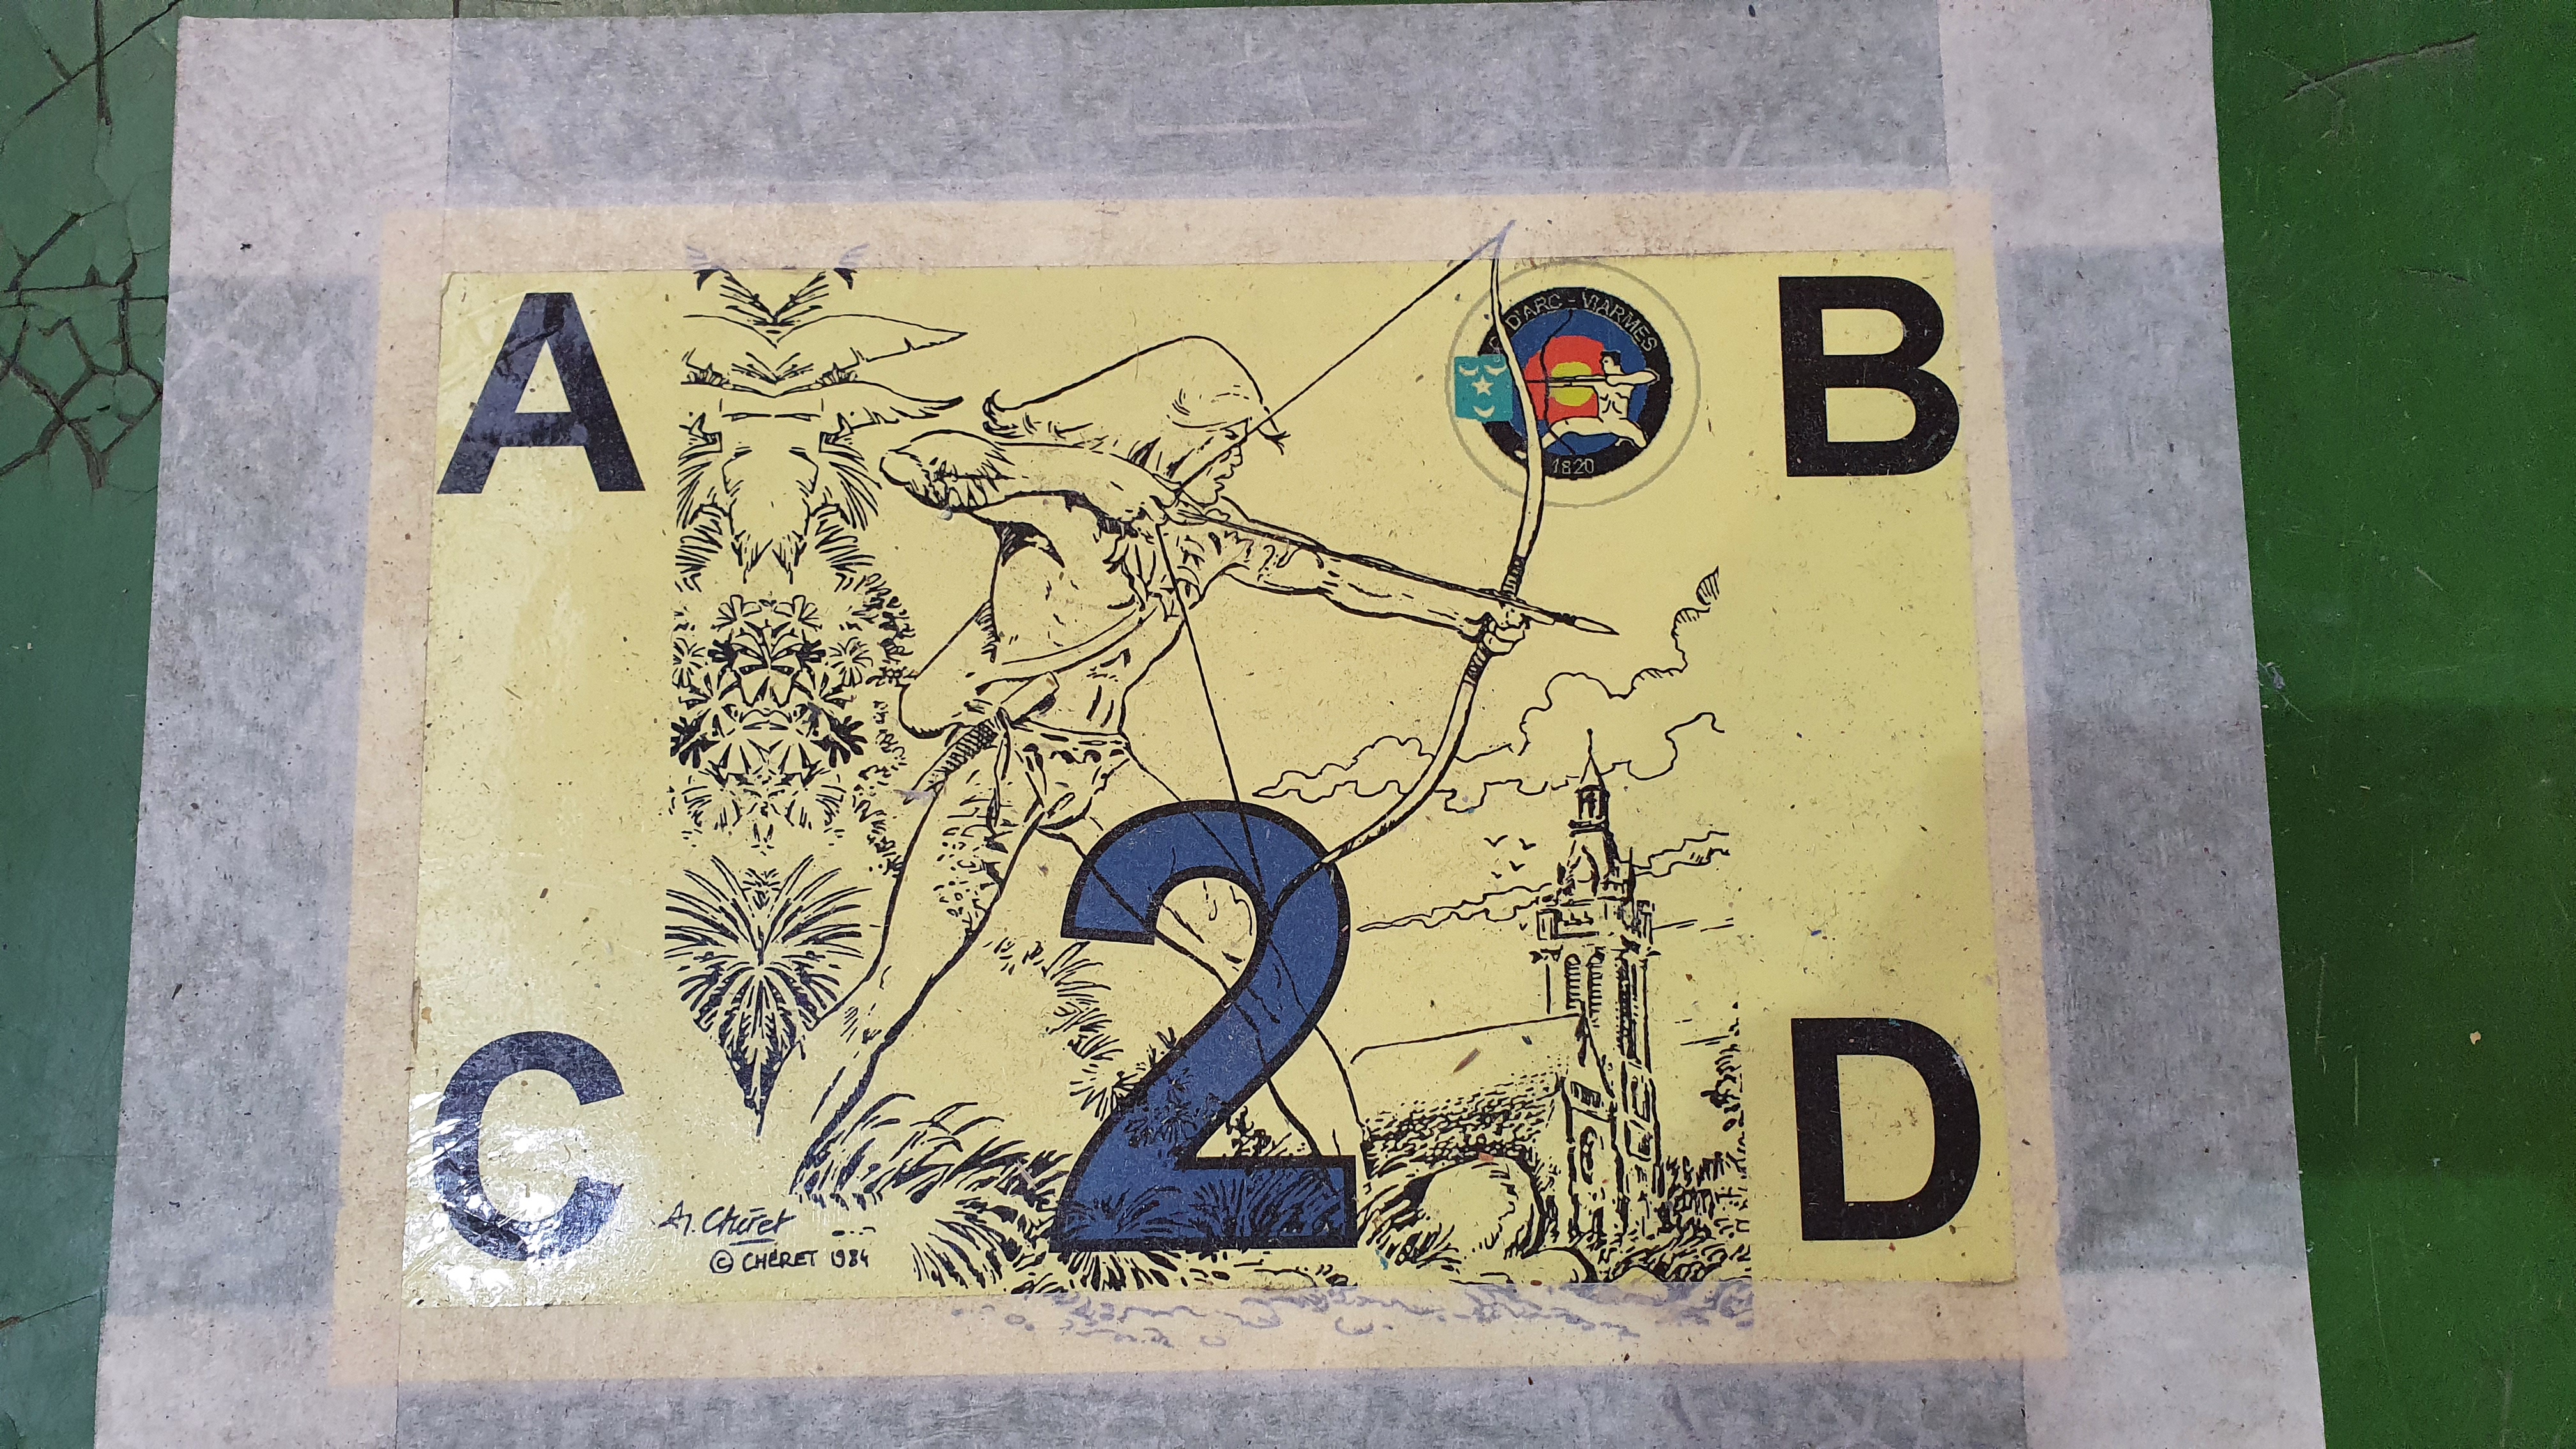 A
B
D'ARC - VIARMES
1820
2
C
D
A. Chéret
© CHÉRET 1984